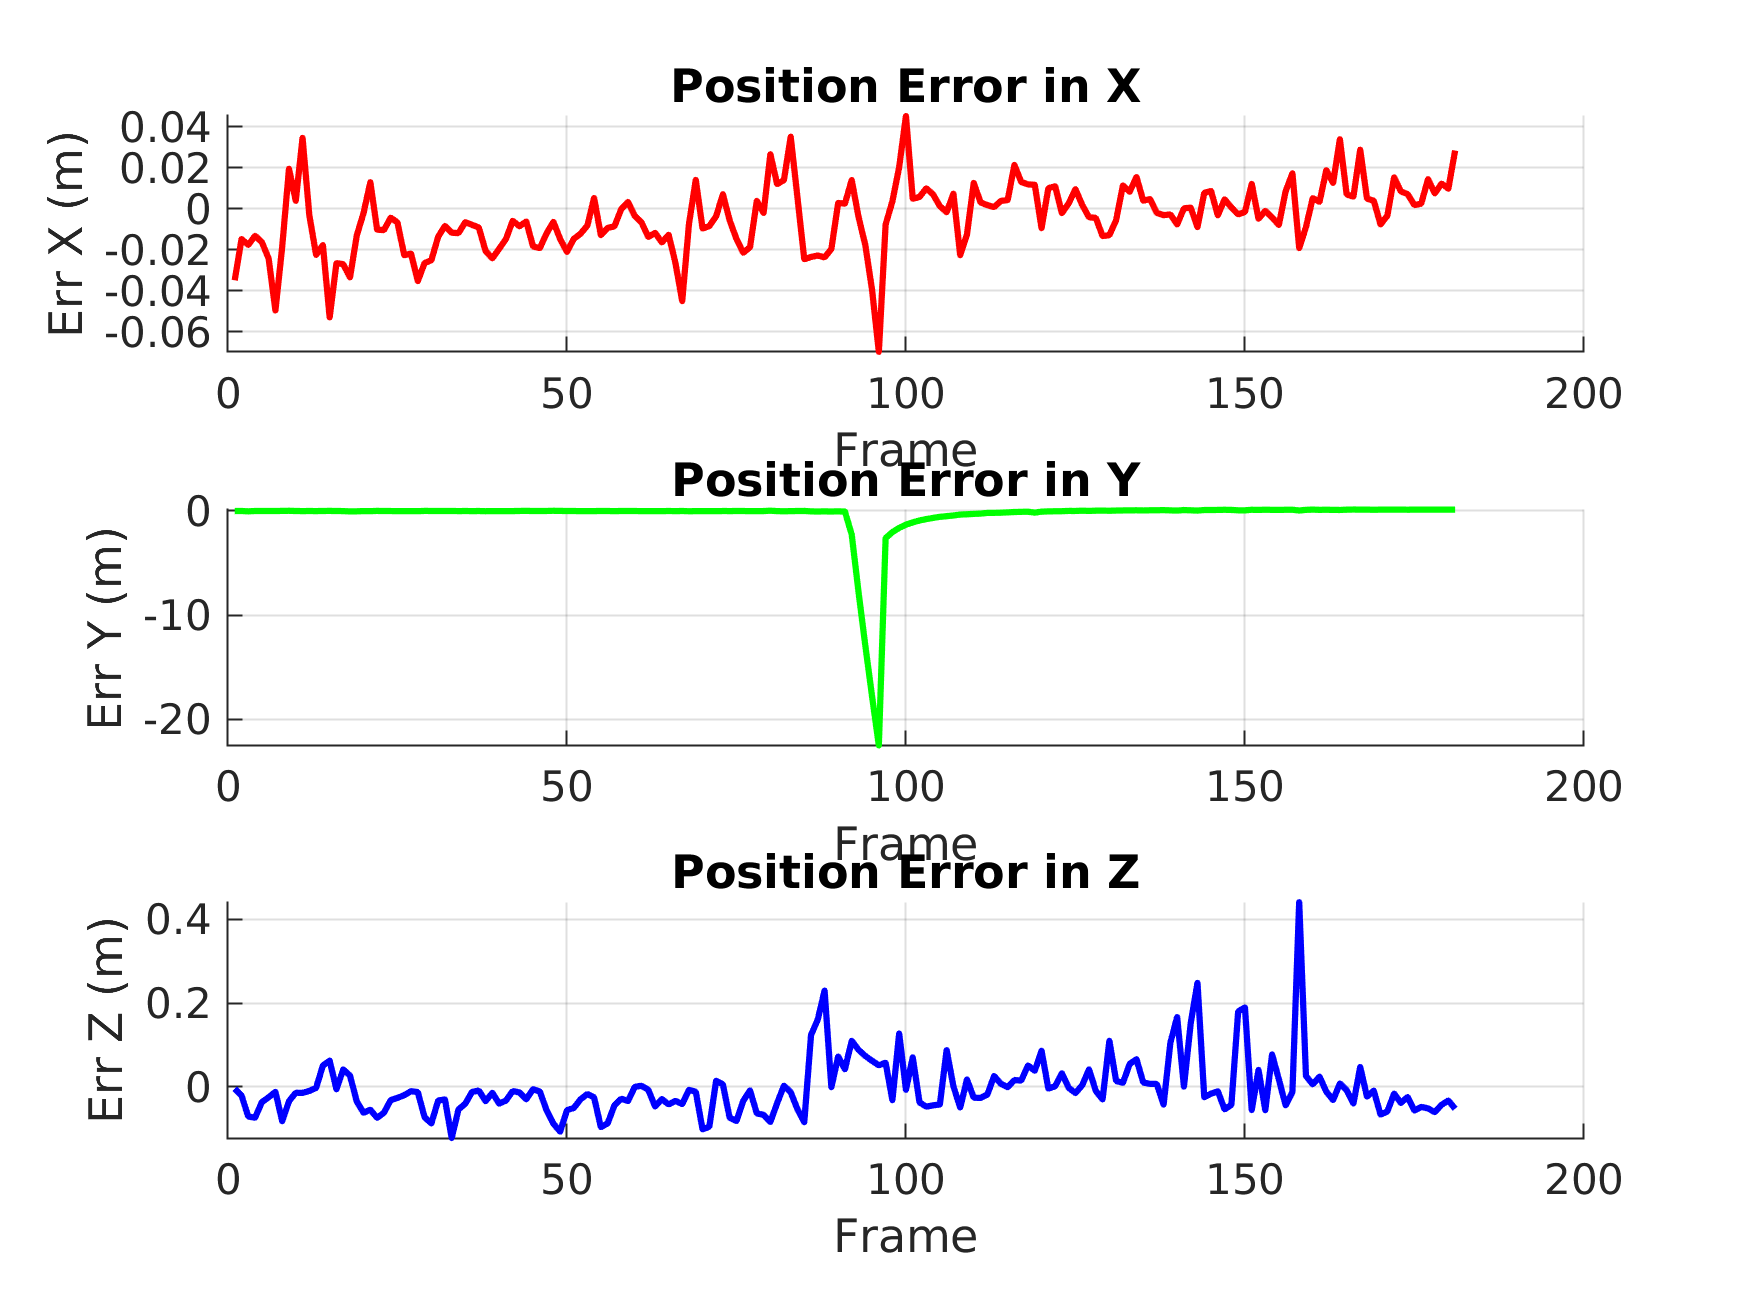 Position Error in X
Err X (m)
0.04
0.02
0
-0.02
-0.04
-0.06
0 50 100 150 200
Frame
Position Error in Y
Err Y (m)
0
-10
-20
0 50 100 150 200
Frame
Position Error in Z
Err Z (m)
0.4
0.2
0
0 50 100 150 200
Frame